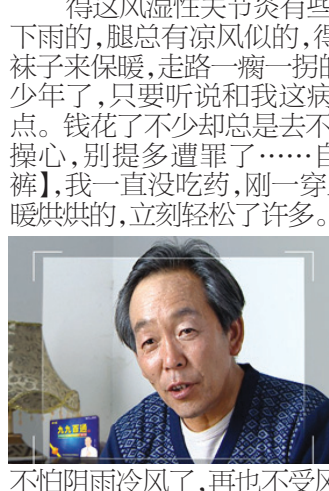 得这风湿性关节炎有些
下雨的，腿总有凉风似的，得
袜子来保暖，走路一瘸一拐的
少年了，只要听说和我这病
点。钱花了不少却总是去不
操心，别提多遭罪了……自
裤】，我一直没吃药，刚一穿
暖烘烘的，立刻轻松了许多。
九九百通
不怕阴雨冷风了，再也不受风